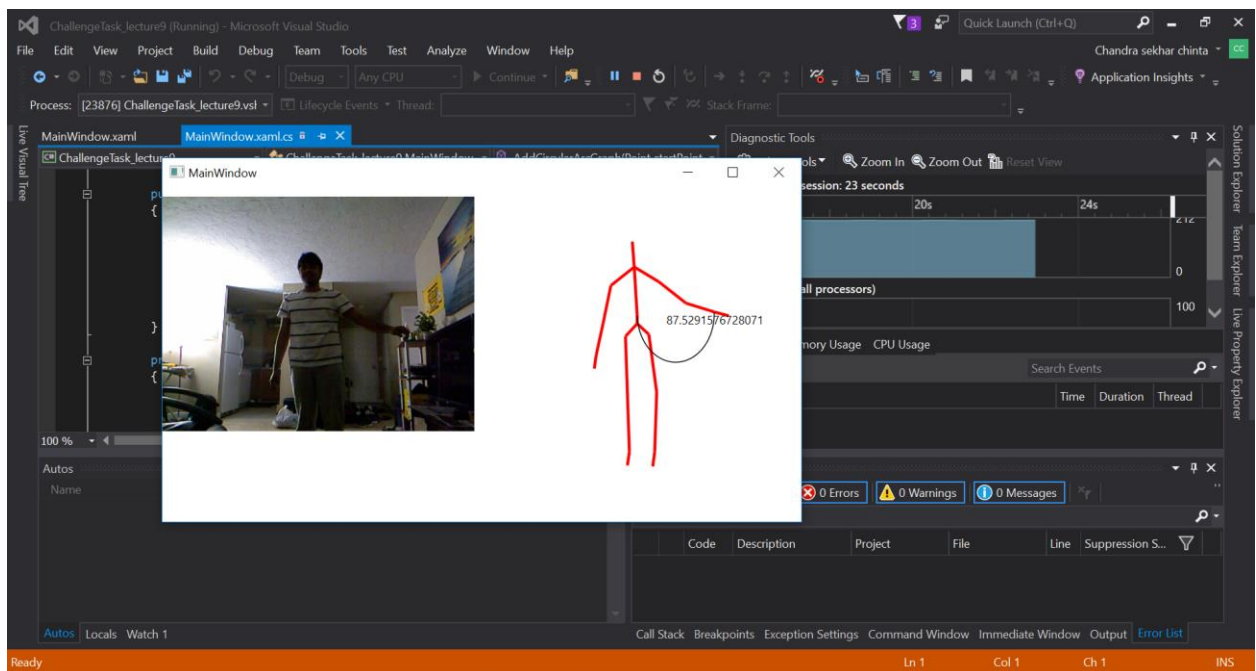 ChallengeTask_lecture9 (Running) - Microsoft Visual Studio
3
Quick Launch (Ctrl+Q)
File Edit View Project Build Debug Team Tools Test Analyze Window Help
Chandra sekhar chinta
CC
Debug Any CPU Continue Application Insights
Process: [23876] ChallengeTask_lecture9.vsl Lifecycle Events Thread: Stack Frame:
Live Visual Tree
MainWindow.xaml MainWindow.xaml.cs
Diagnostic Tools
Zoom In Zoom Out Reset View
MainWindow
session: 23 seconds
20s 24s
212
0
all processors)
100
87.5291576728071
CPU Usage
Search Events
Time Duration Thread
100 %
Autos
Name
0 Errors 0 Warnings 0 Messages
Code Description Project File Line Suppression S...
Autos Locals Watch 1
Call Stack Breakpoints Exception Settings Command Window Immediate Window Output Error List
Ready
Ln 1 Col 1 Ch 1 INS
Solution Explorer
Team Explorer
Live Property Explorer